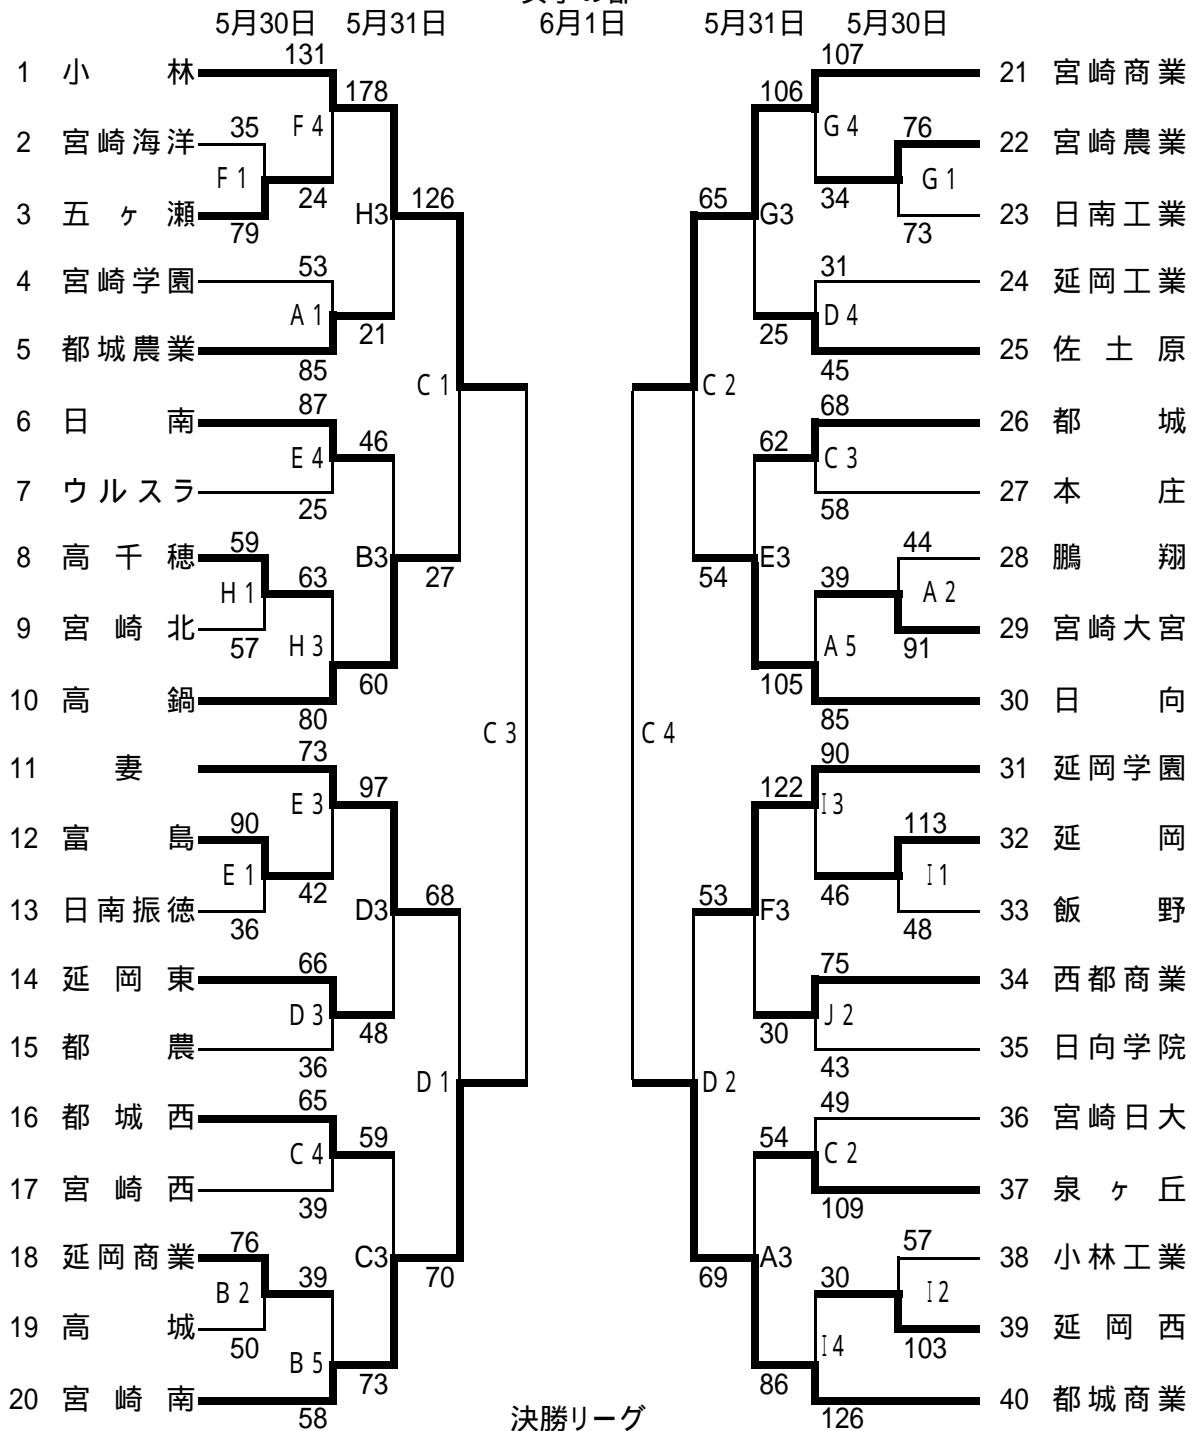 5月30日 5月31日 6月1日 5月31日 5月30日
131 107
1 小林 21 宮崎商業
178 106
F4 G4
35 76
2 宮崎海洋 22 宮崎農業
F1 G1
24 34
126 65
3 五ヶ瀬 H3 G3 23 日南工業
79 73
53 31
4 宮崎学園 24 延岡工業
A1 D4
21 25
5 都城農業 25 佐土原
85 45
C1 C2
87 68
6 日南 26 都城
46 62
E4 C3
7 ウルスラ 27 本庄
25 58
59 44
8 高千穂 B3 E3 28 鵬翔
27 54
63 39
H1 A2
9 宮崎北 29 宮崎大宮
57 H3 A5 91
60 105
10 高鍋 30 日向
80 85
C3 C4
73 90
11 妻 31 延岡学園
97 122
E3 I3
90 113
12 富島 32 延岡
E1 I1
42 46
68 53
13 日南振徳 D3 F3 33 飯野
36 48
66 75
14 延岡東 34 西都商業
D3 J2
48 30
15 都農 35 日向学院
36 43
D1 D2
65 49
16 都城西 36 宮崎日大
59 54
C4 C2
17 宮崎西 37 泉ヶ丘
39 109
76 57
18 延岡商業 C3 A3 38 小林工業
70 69
39 30
B2 I2
19 高城 39 延岡西
50 103
B5 I4
73 86
20 宮崎南 40 都城商業
58 126
決勝リーグ